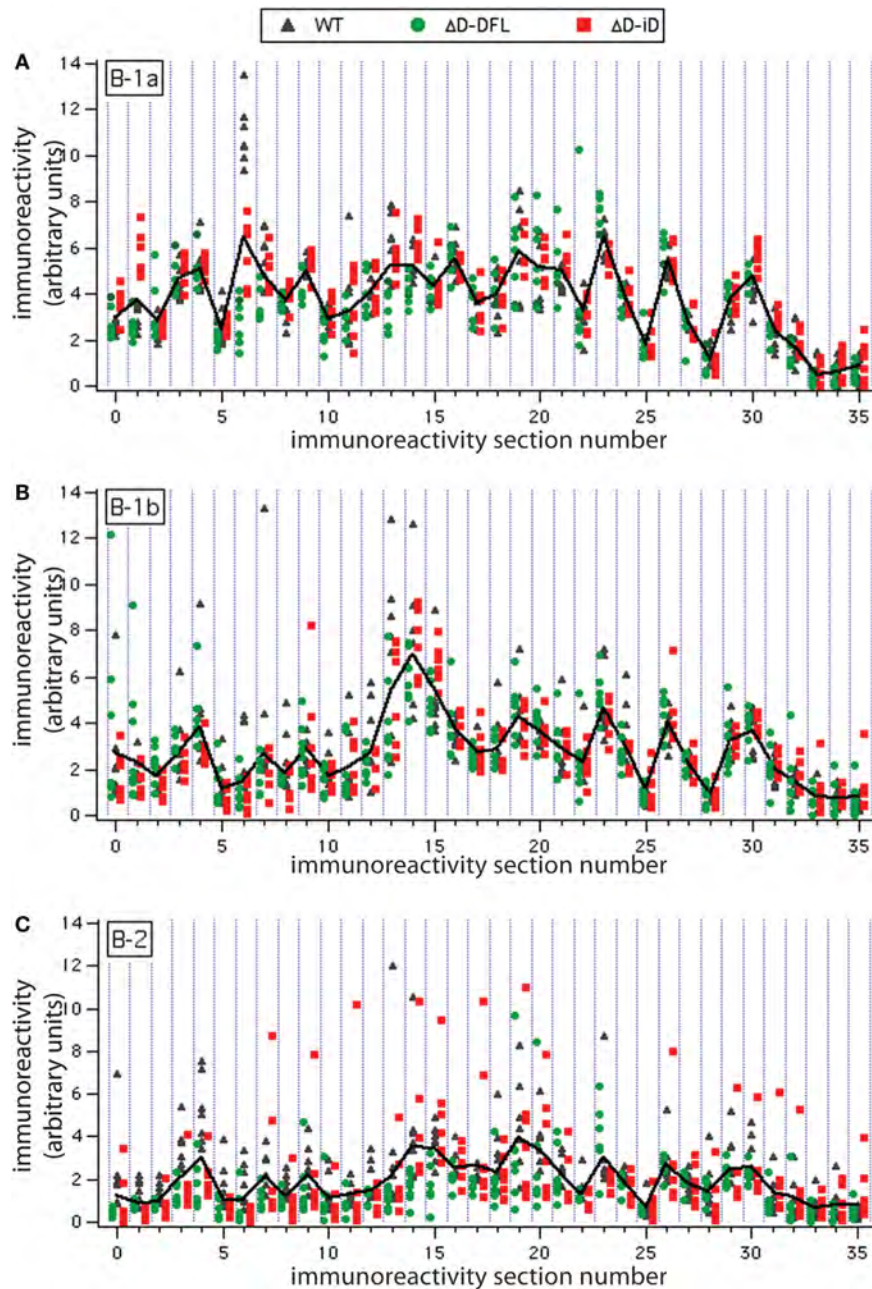 WT ΔD-DFL ΔD-iD
A
B-1a
14
12
10
8
6
4
2
0
immunoreactivity
(arbitrary units)
0 5 10 15 20 25 30 35
immunoreactivity section number
B
B-1b
14
12
10
8
6
4
2
0
immunoreactivity
(arbitrary units)
0 5 10 15 20 25 30 35
immunoreactivity section number
C
B-2
14
12
10
8
6
4
2
0
immunoreactivity
(arbitrary units)
0 5 10 15 20 25 30 35
immunoreactivity section number